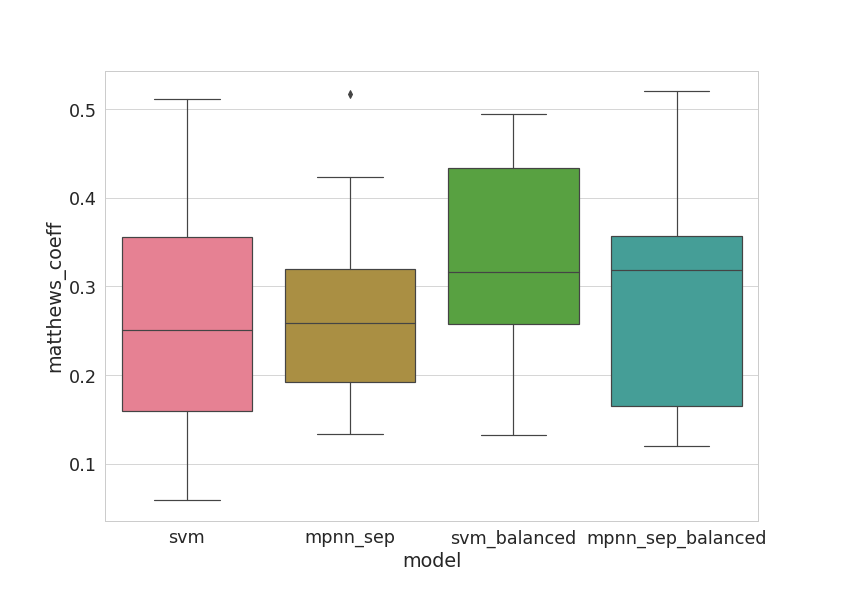 0.5
0.4
0.3
0.2
0.1
matthews_coeff
svm
mpnn_sep
svm_balanced
mpnn_sep_balanced
model